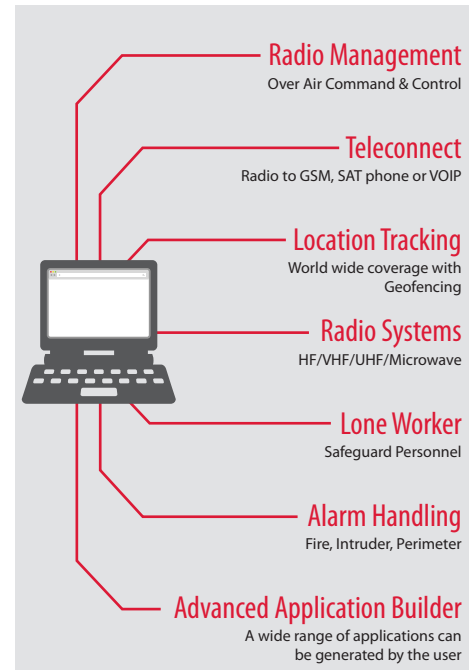 Radio Management
Over Air Command & Control
Teleconnect
Radio to GSM, SAT phone or VOIP
Location Tracking
World wide coverage with
Geofencing
Radio Systems
HF/VHF/UHF/Microwave
Lone Worker
Safeguard Personnel
Alarm Handling
Fire, Intruder, Perimeter
Advanced Application Builder
A wide range of applications can
be generated by the user